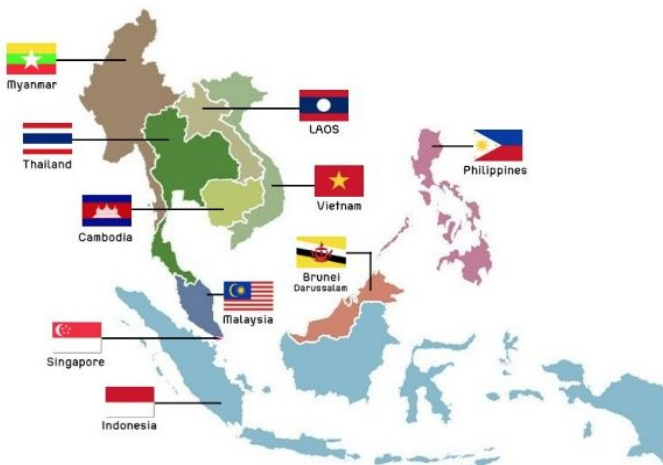 Myanmar
LAOS
Thailand
Philippines
Vietnam
Cambodia
Brunei
Darussalam
Malaysia
Singapore
Indonesia